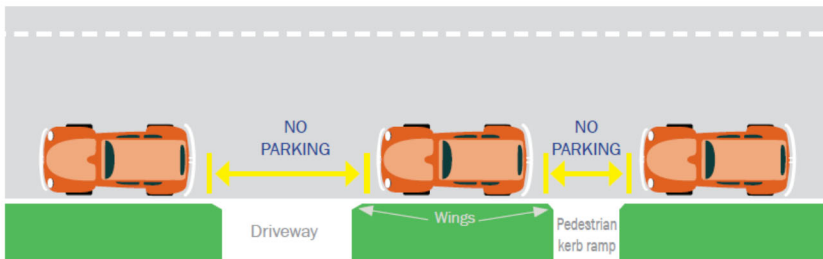 NO
PARKING
NO
PARKING
Driveway
Wings
Pedestrian
kerb ramp